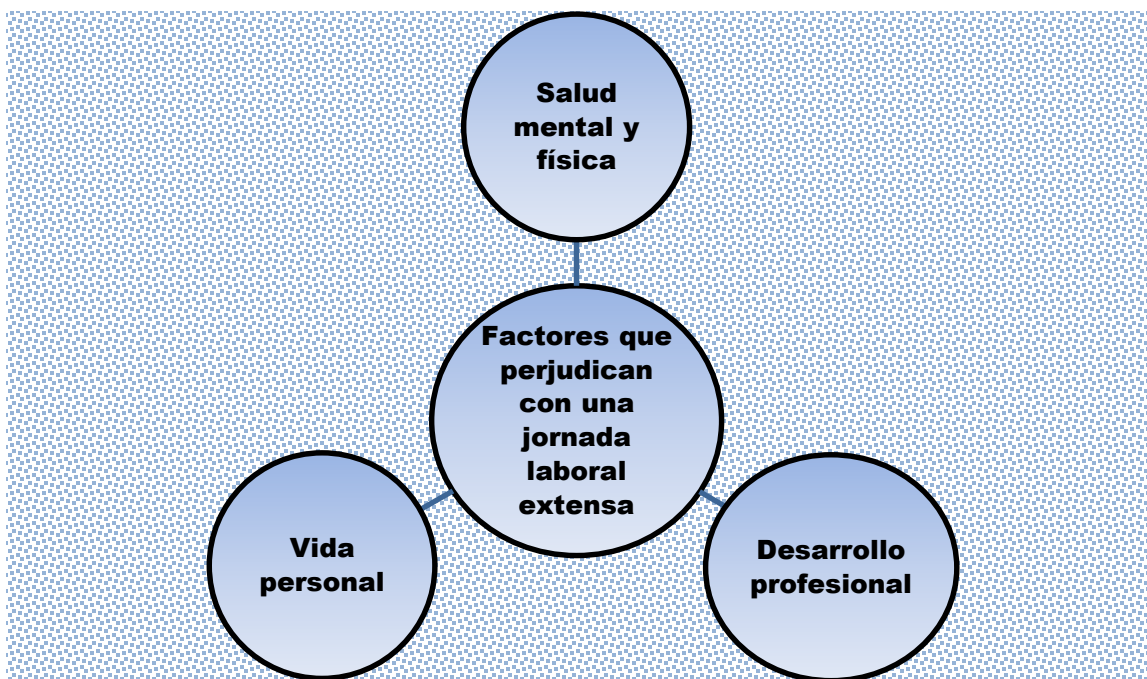 Salud
mental y
física
Factores que
perjudican
con una
jornada
laboral
extensa
Vida
personal
Desarrollo
profesional